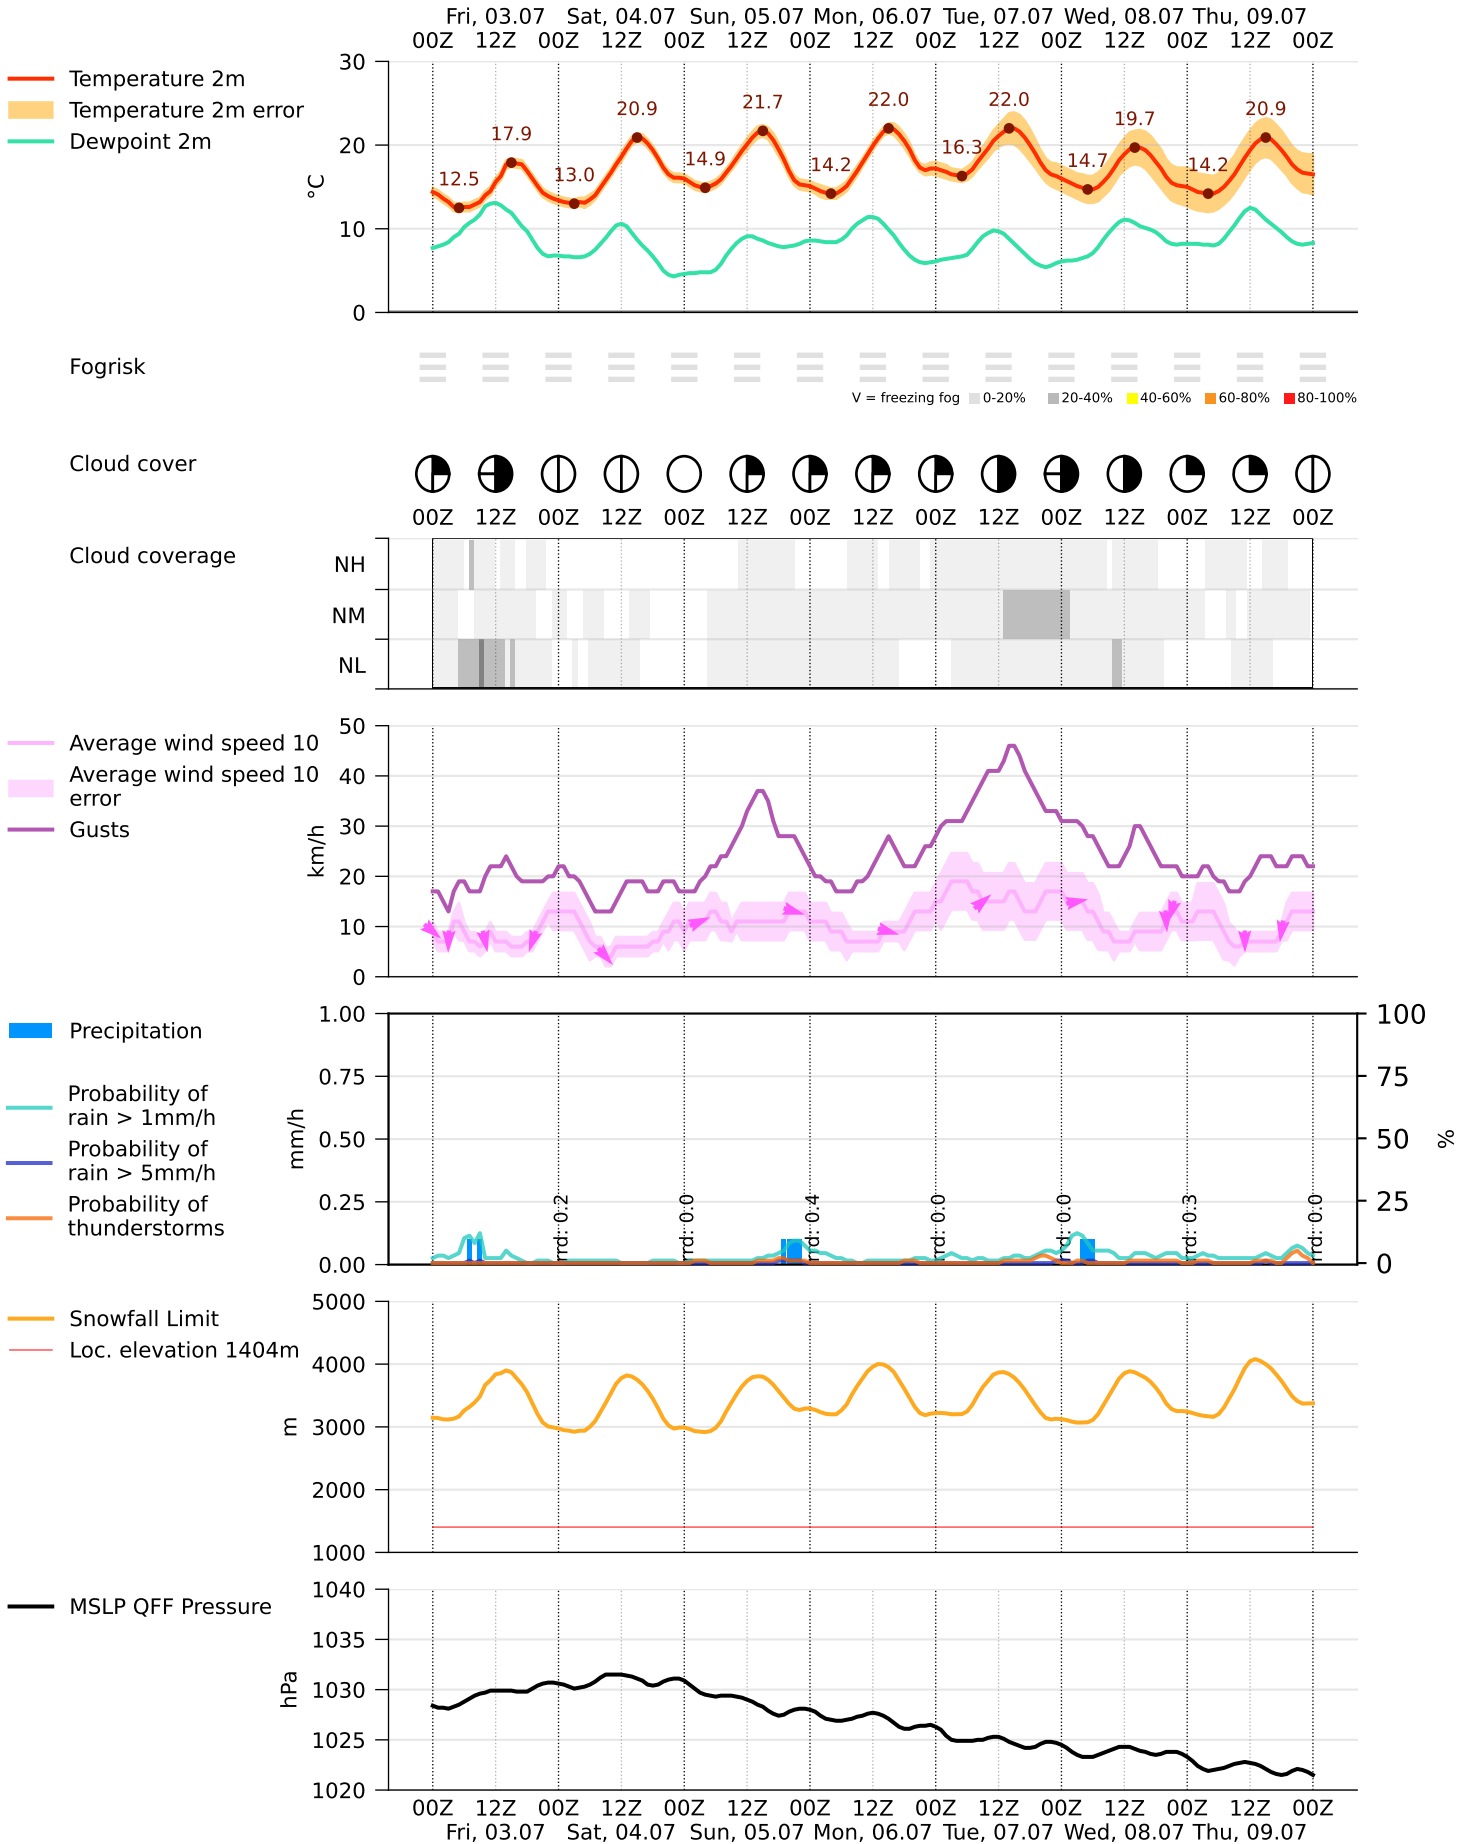 Fri, 03.07 Sat, 04.07 Sun, 05.07 Mon, 06.07 Tue, 07.07 Wed, 08.07 Thu, 09.07
00Z 12Z 00Z 12Z 00Z 12Z 00Z 12Z 00Z 12Z 00Z 12Z 00Z 12Z 00Z
Temperature 2m
Temperature 2m error
Dewpoint 2m
°C
30
20
10
0
12.5 17.9 13.0 20.9 14.9 21.7 14.2 22.0 16.3 22.0 14.7 19.7 14.2 20.9
Fogrisk
V = freezing fog 0-20% 20-40% 40-60% 60-80% 80-100%
Cloud cover
00Z 12Z 00Z 12Z 00Z 12Z 00Z 12Z 00Z 12Z 00Z 12Z 00Z 12Z 00Z
Cloud coverage
NH
NM
NL
Average wind speed 10
Average wind speed 10
error
Gusts
km/h
50
40
30
20
10
0
Precipitation
Probability of
rain > 1mm/h
Probability of
rain > 5mm/h
Probability of
thunderstorms
mm/h
1.00
0.75
0.50
0.25
0.00
rrd: 0.2 rrd: 0.0 rrd: 0.4 rrd: 0.0 rrd: 0.0 rrd: 0.3 rrd: 0.0
100
75
50
25
0
%
Snowfall Limit
Loc. elevation 1404m
m
5000
4000
3000
2000
1000
MSLP QFF Pressure
hPa
1040
1035
1030
1025
1020
00Z 12Z 00Z 12Z 00Z 12Z 00Z 12Z 00Z 12Z 00Z 12Z 00Z 12Z 00Z
Fri, 03.07 Sat, 04.07 Sun, 05.07 Mon, 06.07 Tue, 07.07 Wed, 08.07 Thu, 09.07